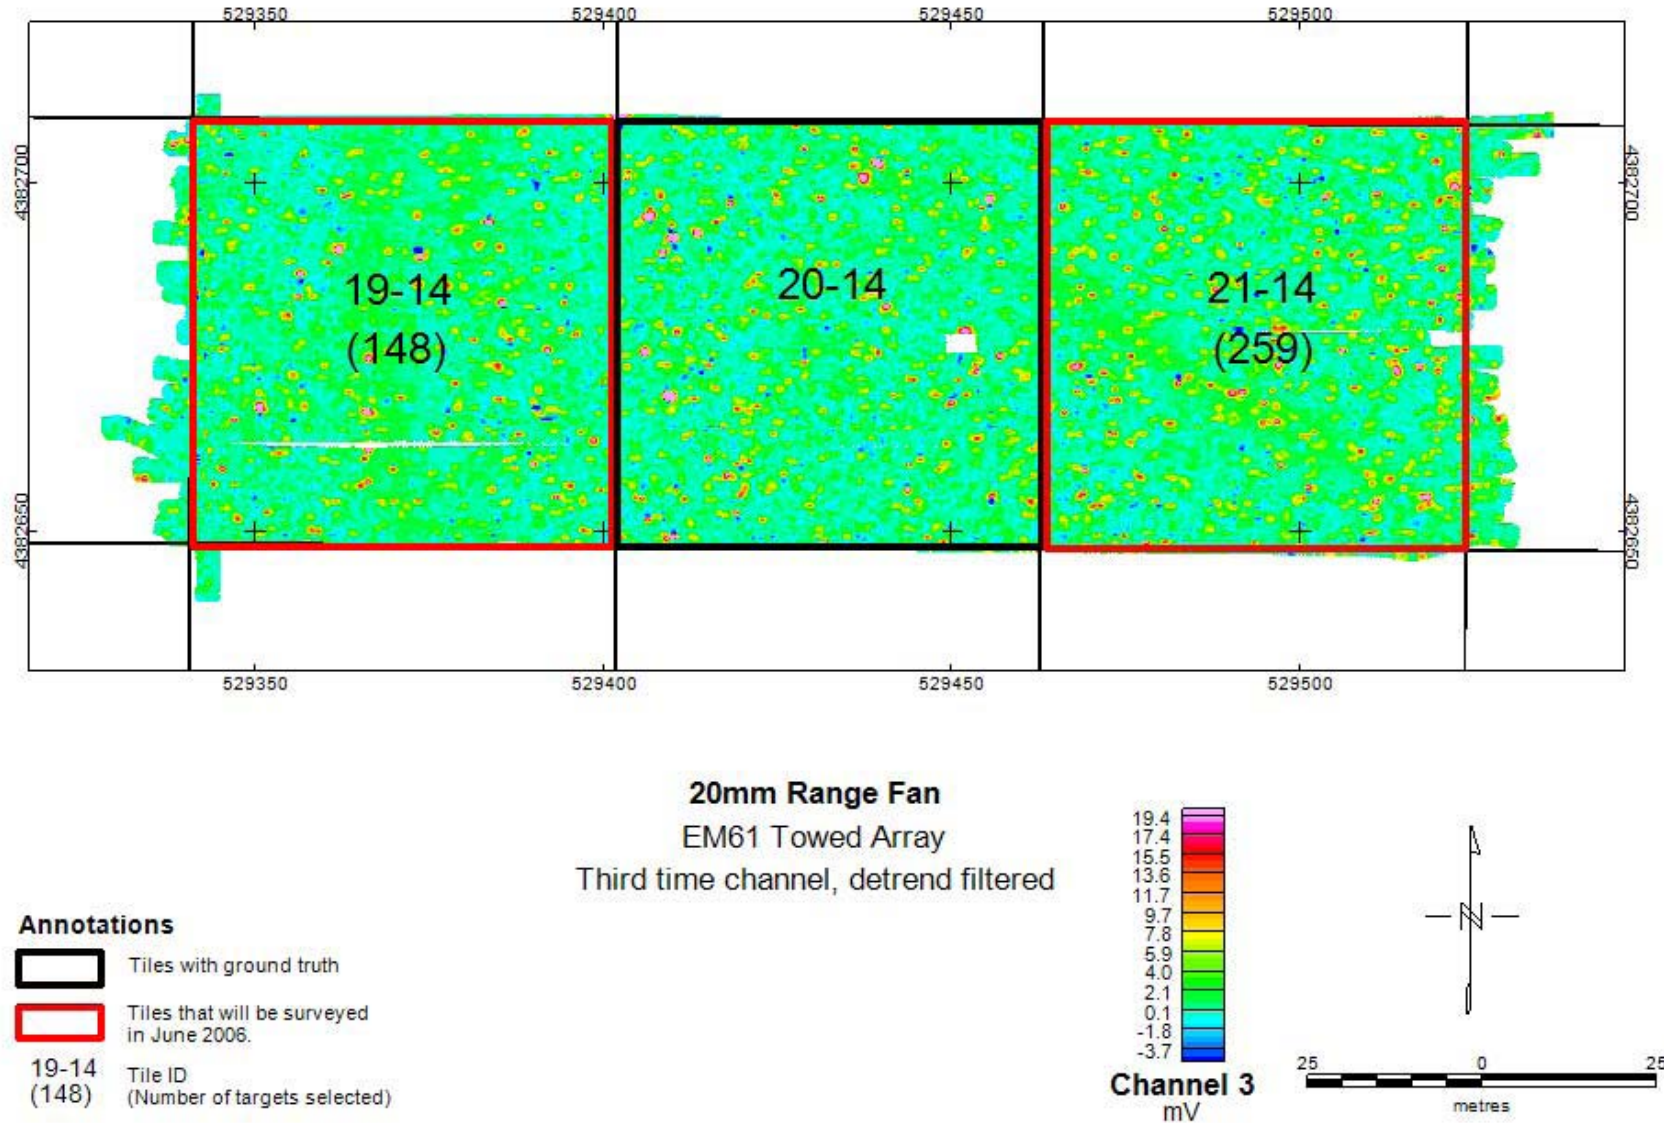 529350 529400 529450 529500
4382700 4382700
19-14 20-14 21-14
(148) (259)
4382650 4382650
529350 529400 529450 529500
20mm Range Fan
EM61 Towed Array
Third time channel, detrend filtered
19.4
17.4
15.5
13.6
11.7
9.7
7.8
5.9
4.0
2.1
0.1
-1.8
-3.7
Channel 3
mV
N
25 0 25
metres
Annotations
Tiles with ground truth
Tiles that will be surveyed
in June 2006.
19-14 Tile ID
(148) (Number of targets selected)